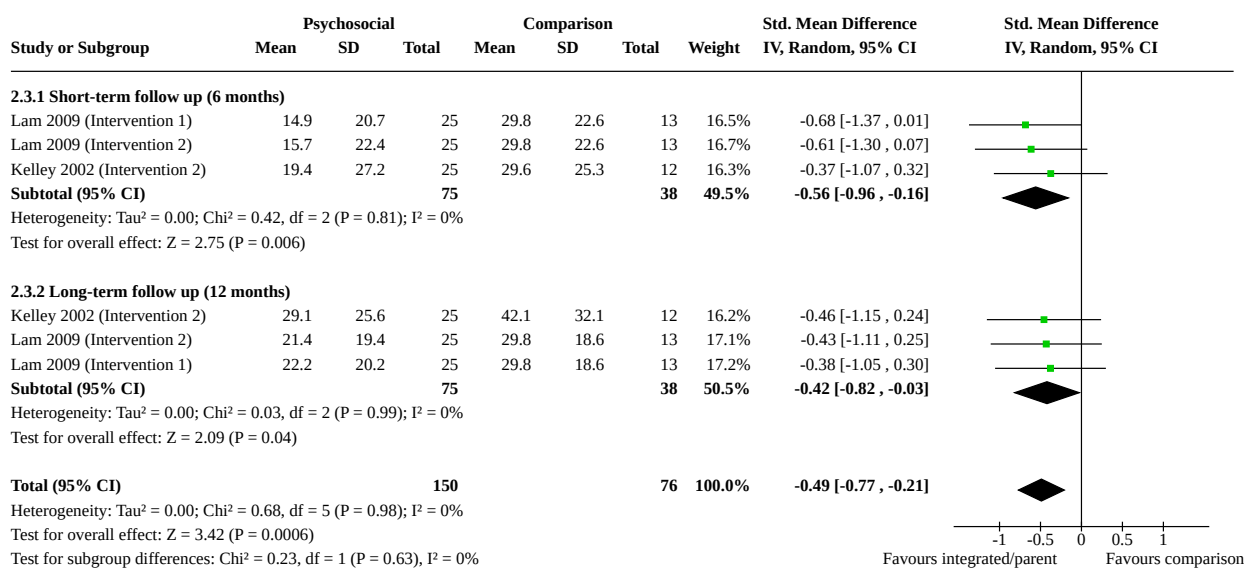 Psychosocial Comparison Std. Mean Difference Std. Mean Difference
Study or Subgroup Mean SD Total Mean SD Total Weight IV, Random, 95% CI IV, Random, 95% CI
2.3.1 Short-term follow up (6 months)
Lam 2009 (Intervention 1) 14.9 20.7 25 29.8 22.6 13 16.5% -0.68 [-1.37 , 0.01]
Lam 2009 (Intervention 2) 15.7 22.4 25 29.8 22.6 13 16.7% -0.61 [-1.30 , 0.07]
Kelley 2002 (Intervention 2) 19.4 27.2 25 29.6 25.3 12 16.3% -0.37 [-1.07 , 0.32]
Subtotal (95% CI) 75 38 49.5% -0.56 [-0.96 , -0.16]
Heterogeneity: Tau² = 0.00; Chi² = 0.42, df = 2 (P = 0.81); I² = 0%
Test for overall effect: Z = 2.75 (P = 0.006)
2.3.2 Long-term follow up (12 months)
Kelley 2002 (Intervention 2) 29.1 25.6 25 42.1 32.1 12 16.2% -0.46 [-1.15 , 0.24]
Lam 2009 (Intervention 2) 21.4 19.4 25 29.8 18.6 13 17.1% -0.43 [-1.11 , 0.25]
Lam 2009 (Intervention 1) 22.2 20.2 25 29.8 18.6 13 17.2% -0.38 [-1.05 , 0.30]
Subtotal (95% CI) 75 38 50.5% -0.42 [-0.82 , -0.03]
Heterogeneity: Tau² = 0.00; Chi² = 0.03, df = 2 (P = 0.99); I² = 0%
Test for overall effect: Z = 2.09 (P = 0.04)
Total (95% CI) 150 76 100.0% -0.49 [-0.77 , -0.21]
Heterogeneity: Tau² = 0.00; Chi² = 0.68, df = 5 (P = 0.98); I² = 0%
Test for overall effect: Z = 3.42 (P = 0.0006) -1 -0.5 0 0.5 1
Test for subgroup differences: Chi² = 0.23, df = 1 (P = 0.63), I² = 0% Favours integrated/parent Favours comparison